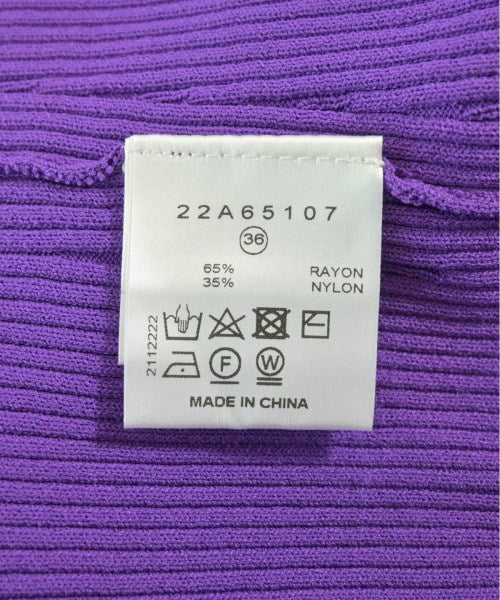 22A65107
36
65% RAYON
35% NYLON
2112222
F W
MADE IN CHINA